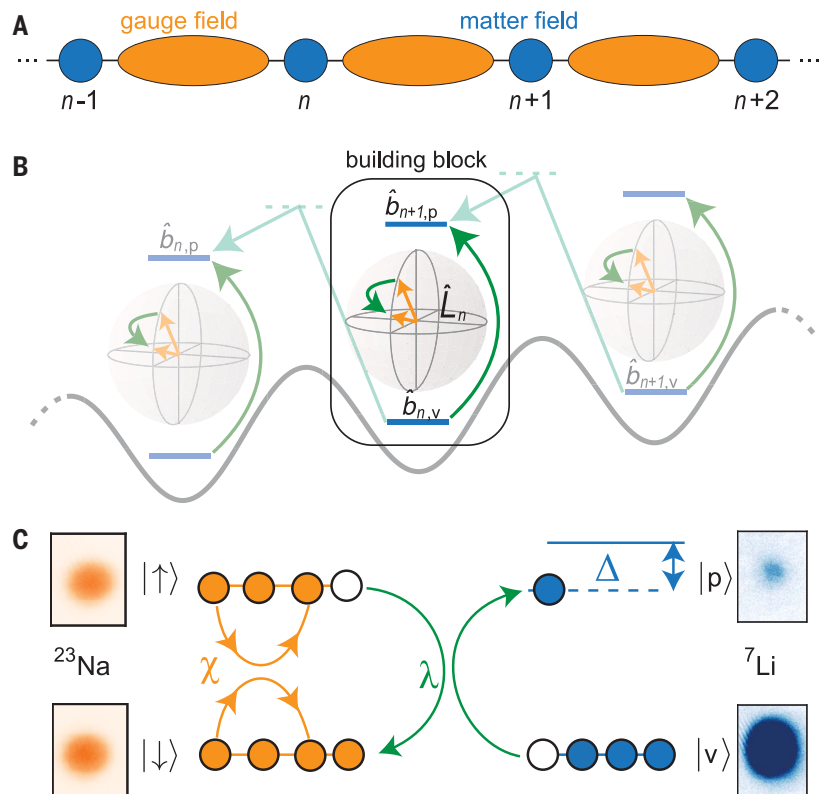 A
gauge field
matter field
... ...
n-1 n n+1 n+2
B
building block
b̂n,p b̂n+1,p
L̂n
b̂n,v b̂n+1,v
C
|↑⟩ Δ |p⟩
23Na χ λ 7Li
|↓⟩ |v⟩